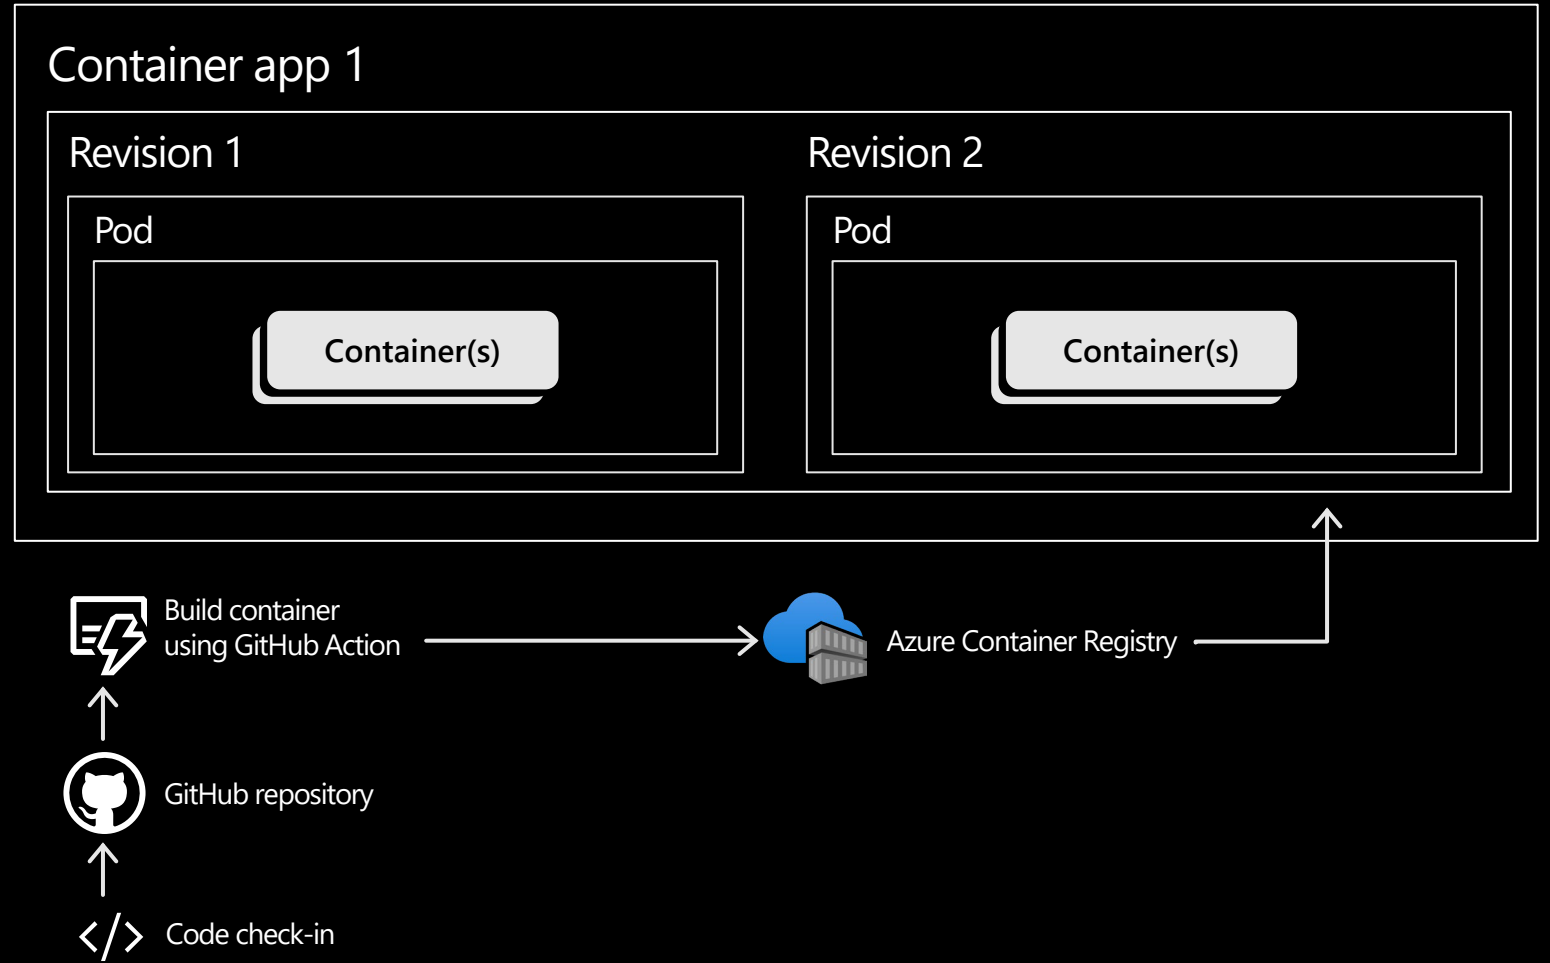 Container app 1
Revision 1
Revision 2
Pod
Pod
Container(s)
Container(s)
Build container
using GitHub Action
Azure Container Registry
GitHub repository
Code check-in